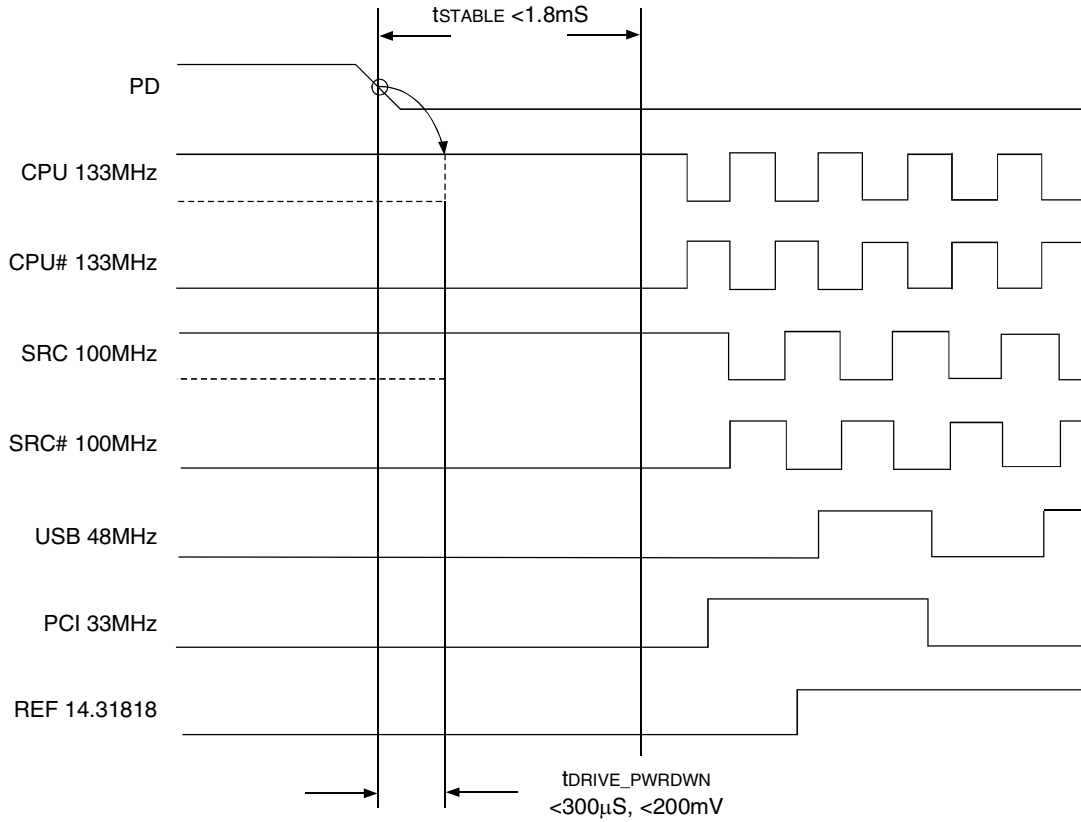 tSTABLE <1.8mS
PD
CPU 133MHz
CPU# 133MHz
SRC 100MHz
SRC# 100MHz
USB 48MHz
PCI 33MHz
REF 14.31818
tDRIVE_PWRDWN
<300μS, <200mV